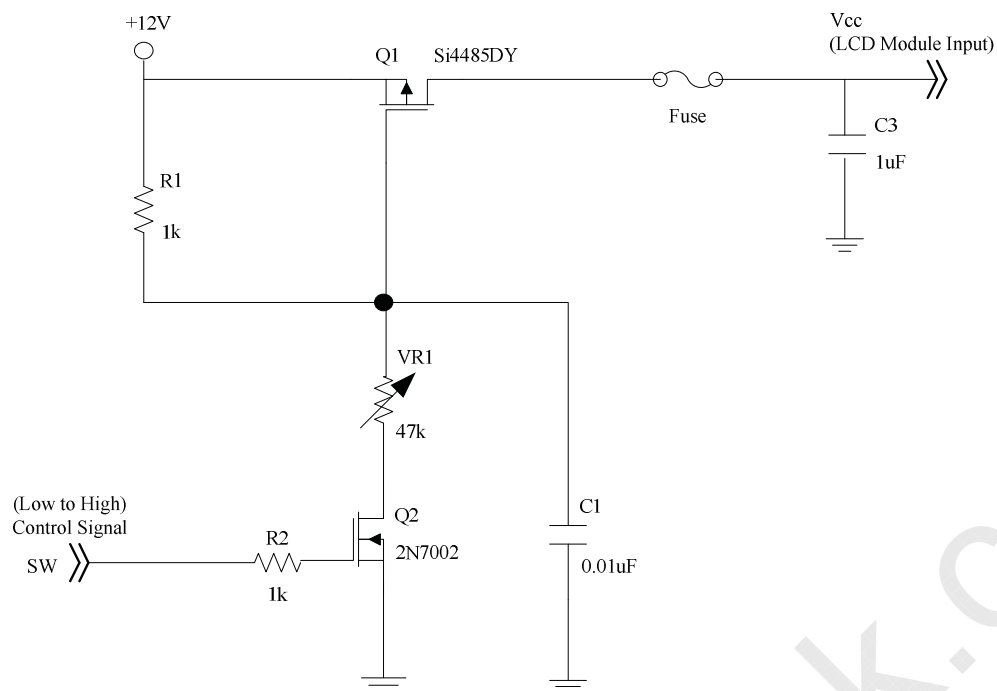 +12V
Q1
Si4485DY
Vcc
(LCD Module Input)
Fuse
C3
1uF
R1
1k
VR1
47k
(Low to High)
Control Signal
SW
R2
1k
Q2
2N7002
C1
0.01uF